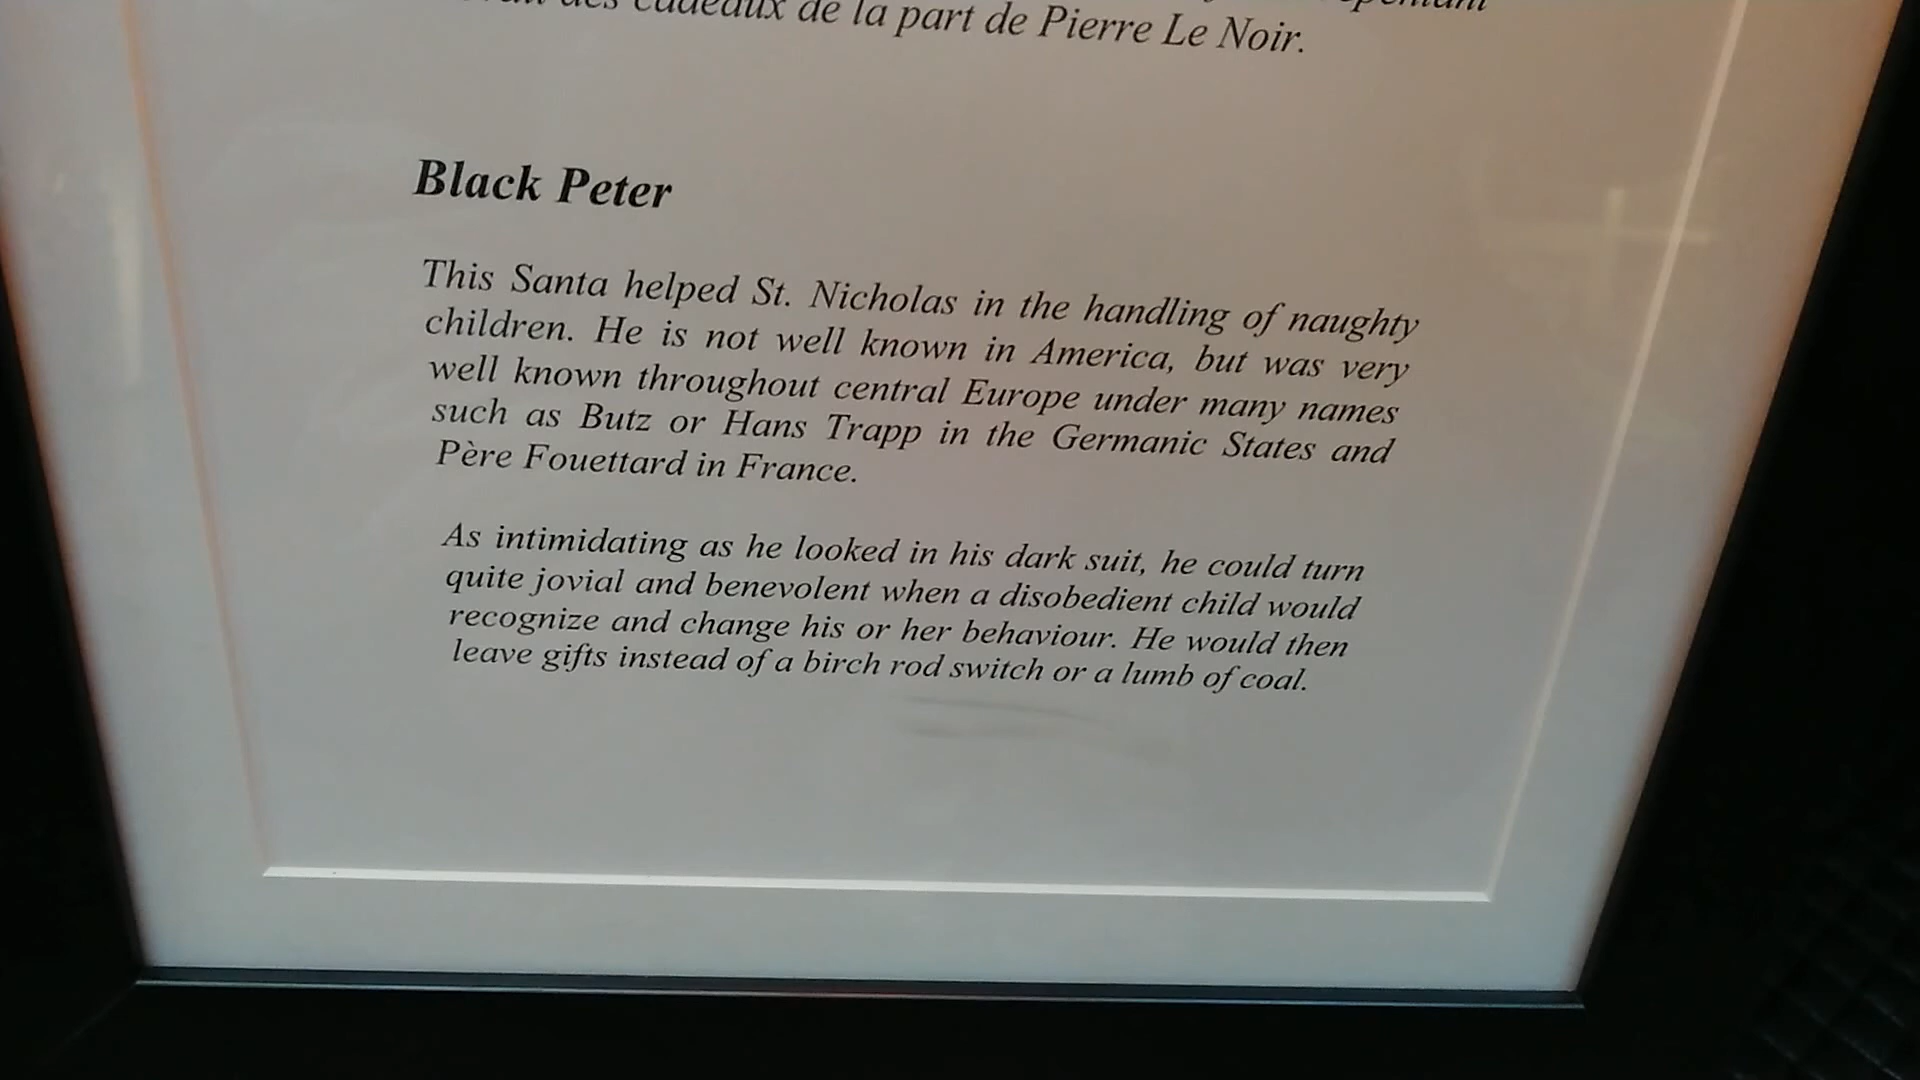 des cadeaux de la part de Pierre Le Noir.
Black Peter
This Santa helped St. Nicholas in the handling of naughty
children. He is not well known in America, but was very
well known throughout central Europe under many names
such as Butz or Hans Trapp in the Germanic States and
Père Fouettard in France.
As intimidating as he looked in his dark suit, he could turn
quite jovial and benevolent when a disobedient child would
recognize and change his or her behaviour. He would then
leave gifts instead of a birch rod switch or a lumb of coal.